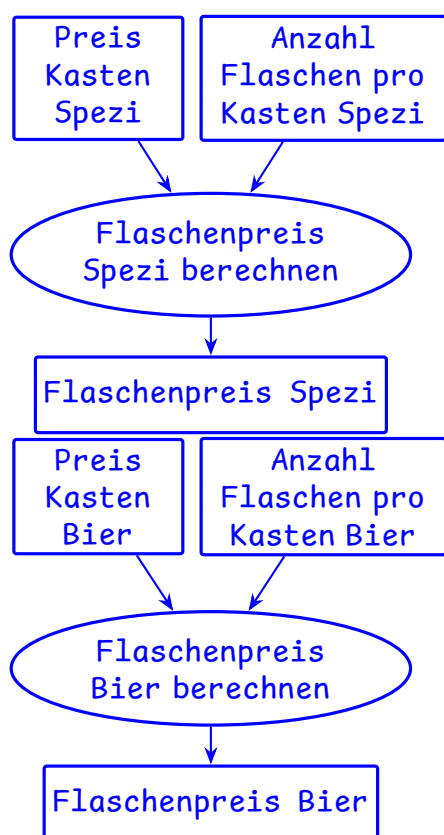 Preis
Kasten
Spezi
Anzahl
Flaschen pro
Kasten Spezi
Flaschenpreis
Spezi berechnen
Flaschenpreis Spezi
Preis
Kasten
Bier
Anzahl
Flaschen pro
Kasten Bier
Flaschenpreis
Bier berechnen
Flaschenpreis Bier